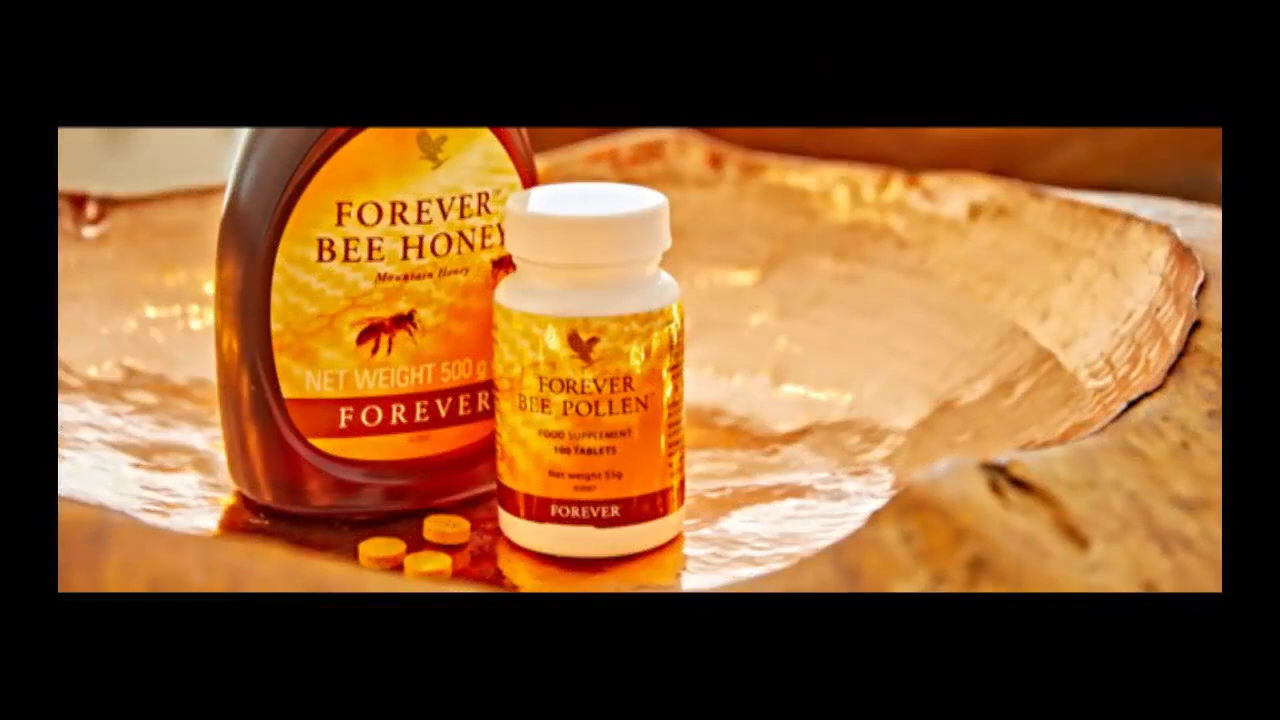 FOREVER
BEE HONEY
Mountain Honey
NET WEIGHT 500 g
FOREVER
FOREVER
BEE POLLEN
FOOD SUPPLEMENT
100 TABLETS
Net weight 55g
FOREVER